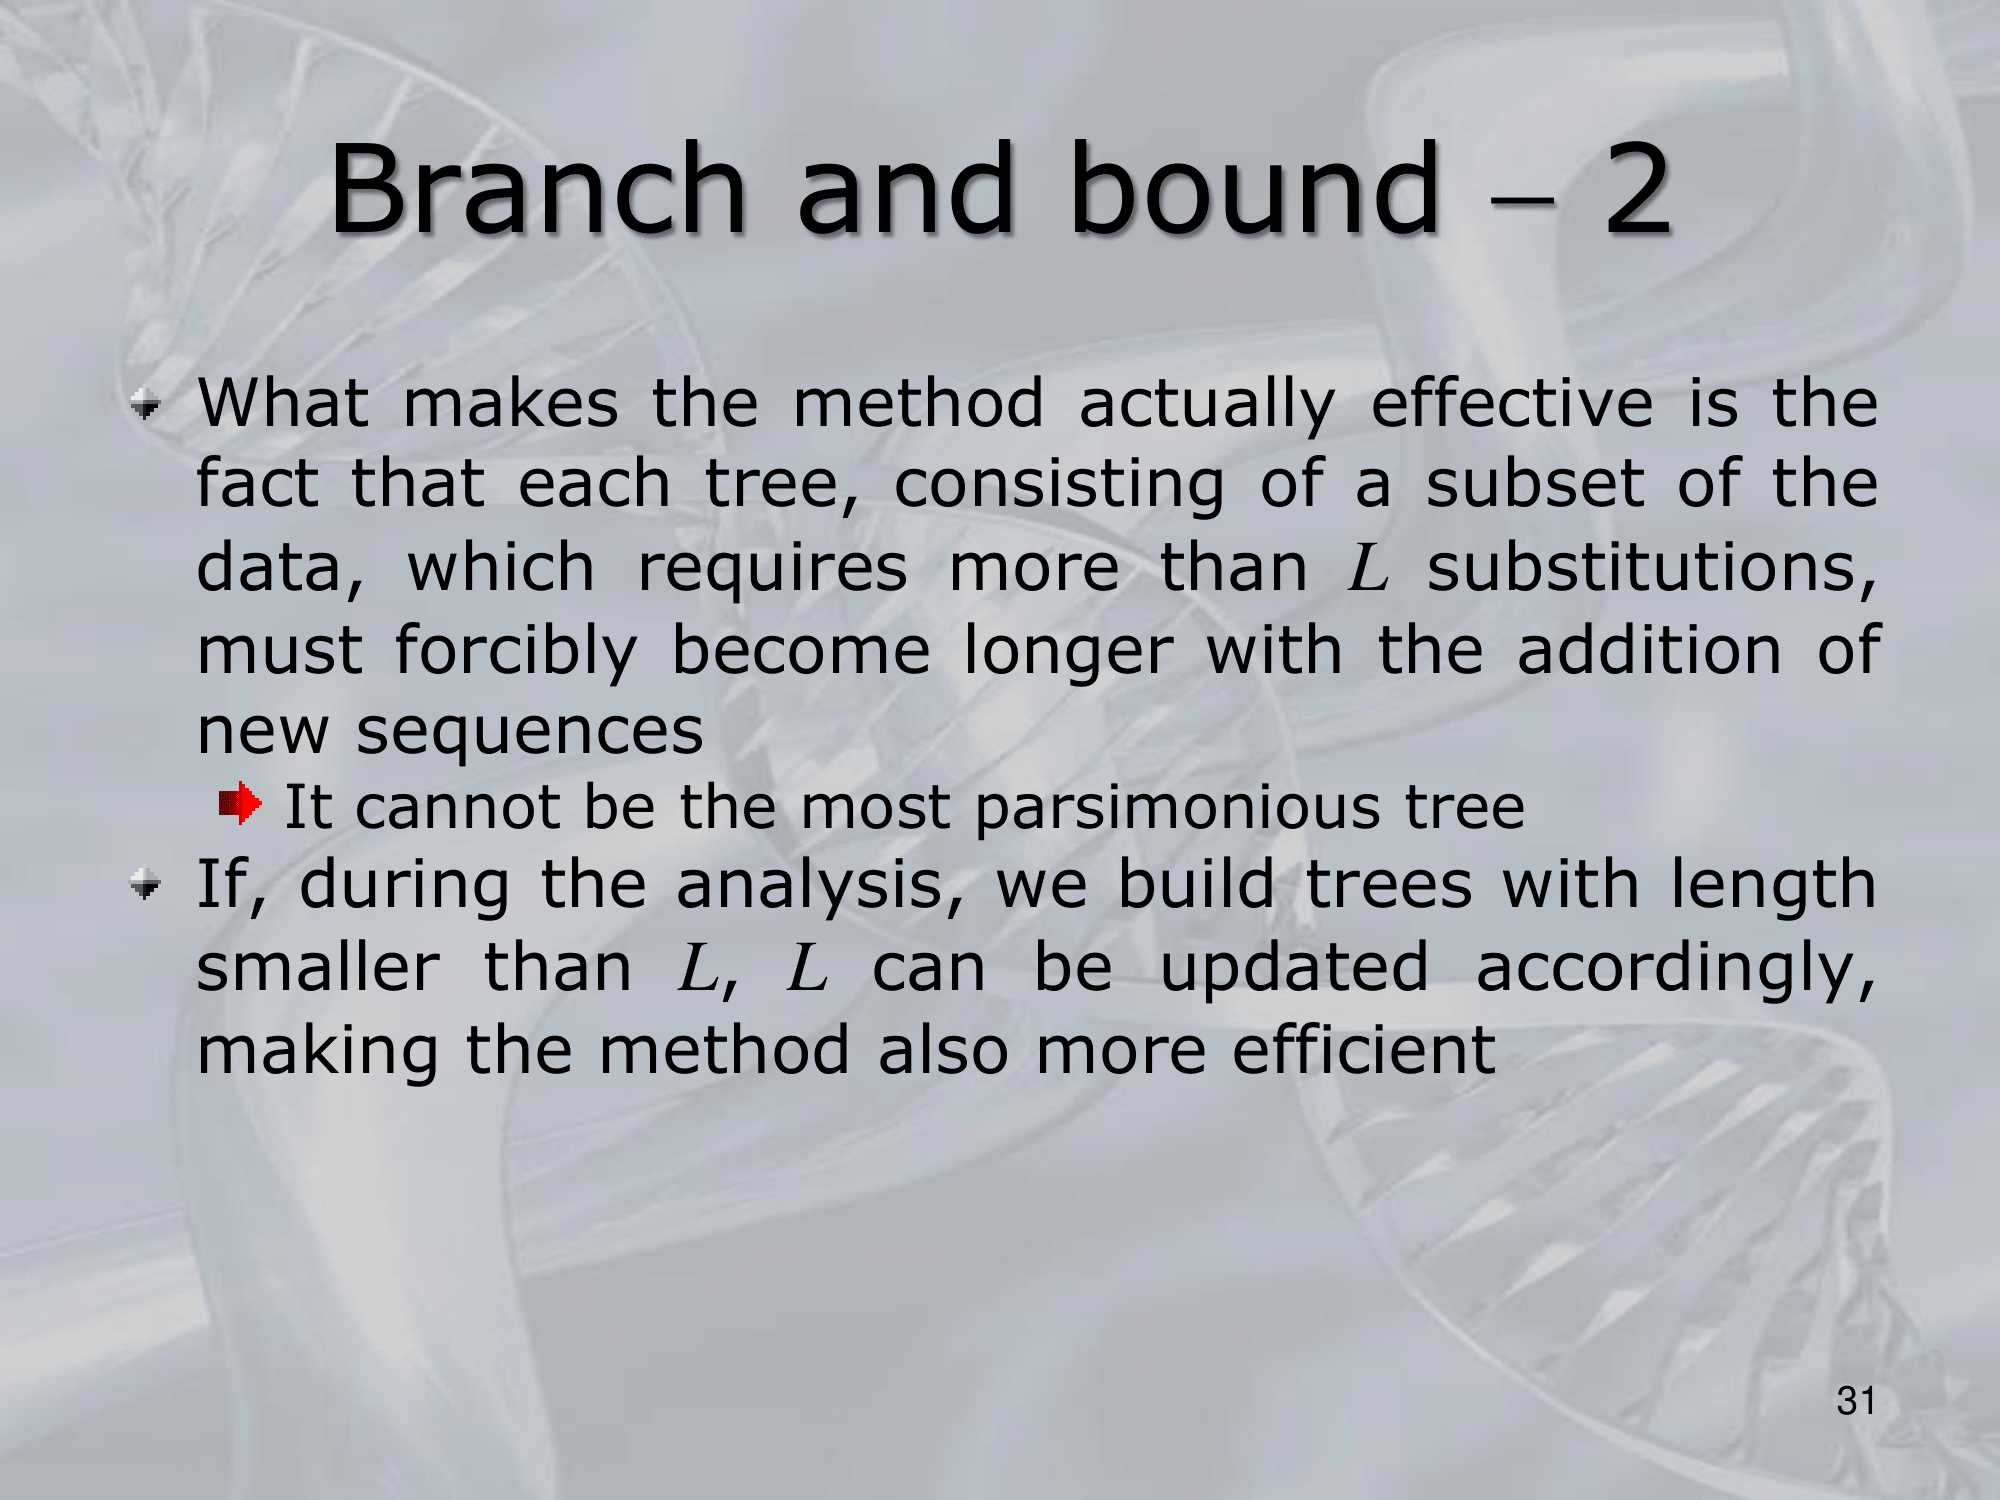 Branch and bound – 2
What makes the method actually effective is the
fact that each tree, consisting of a subset of the
data, which requires more than L substitutions,
must forcibly become longer with the addition of
new sequences
It cannot be the most parsimonious tree
If, during the analysis, we build trees with length
smaller than L, L can be updated accordingly,
making the method also more efficient
31